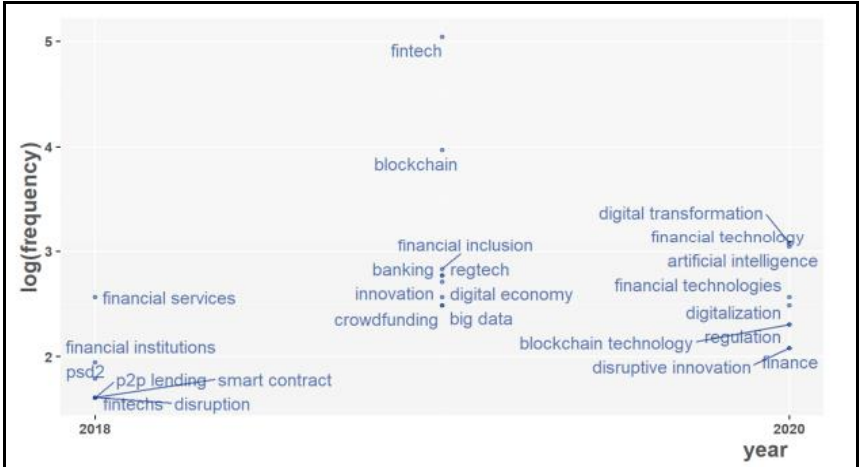 5
fintech
4
blockchain
digital transformation
financial technology
3
financial inclusion
artificial intelligence
banking
regtech
financial technologies
financial services
innovation
digital economy
digitalization
crowdfunding
big data
regulation
blockchain technology
financial institutions
2
disruptive innovation
finance
psd2
p2p lending
smart contract
fintechs
disruption
log(frequency)
2018
2020
year